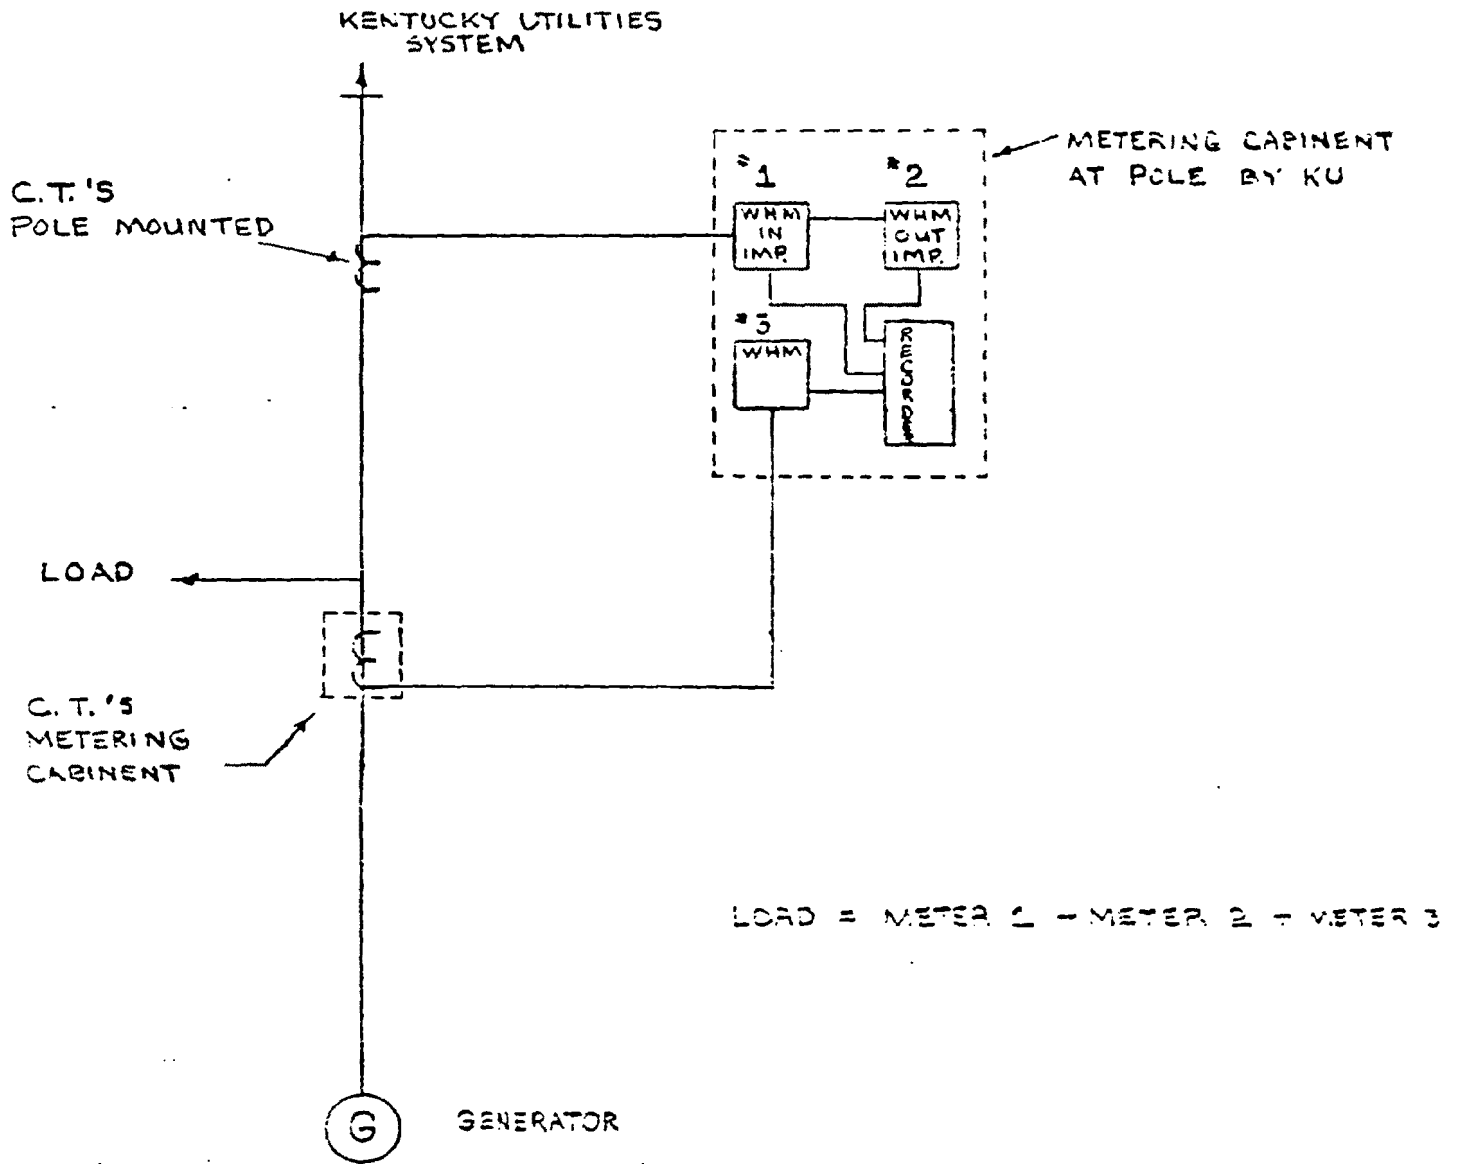 KENTUCKY UTILITIES
SYSTEM
C.T.'S
POLE MOUNTED
METERING CABINENT
AT POLE BY KU
#1
#2
WHM
IN
IMP.
WHM
OUT
IMP.
#3
WHM
RECORDER
LOAD
C.T.'S
METERING
CABINENT
LOAD = METER 1 - METER 2 + METER 3
G
GENERATOR